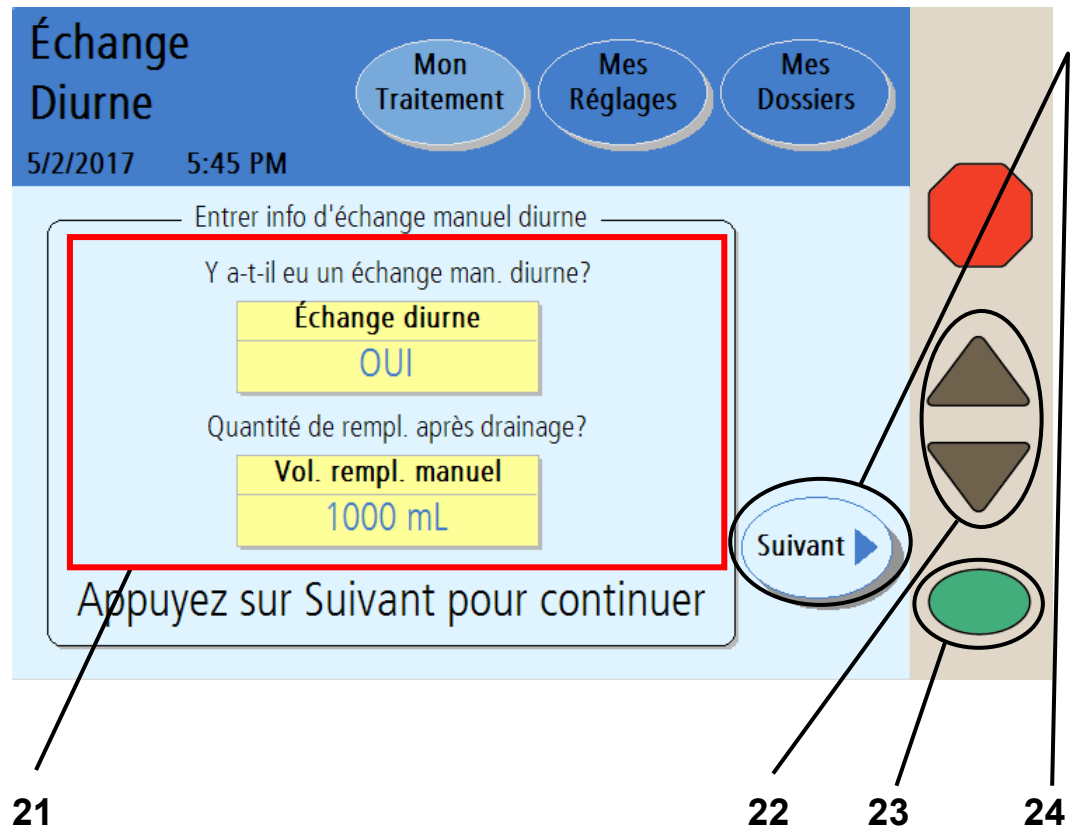 Échange
Diurne
5/2/2017 5:45 PM
Mon
Traitement
Mes
Réglages
Mes
Dossiers
Entrer info d'échange manuel diurne
Y a-t-il eu un échange man. diurne?
Échange diurne
OUI
Quantité de rempl. après drainage?
Vol. rempl. manuel
1000 mL
Appuyez sur Suivant pour continuer
Suivant
21
22
23
24